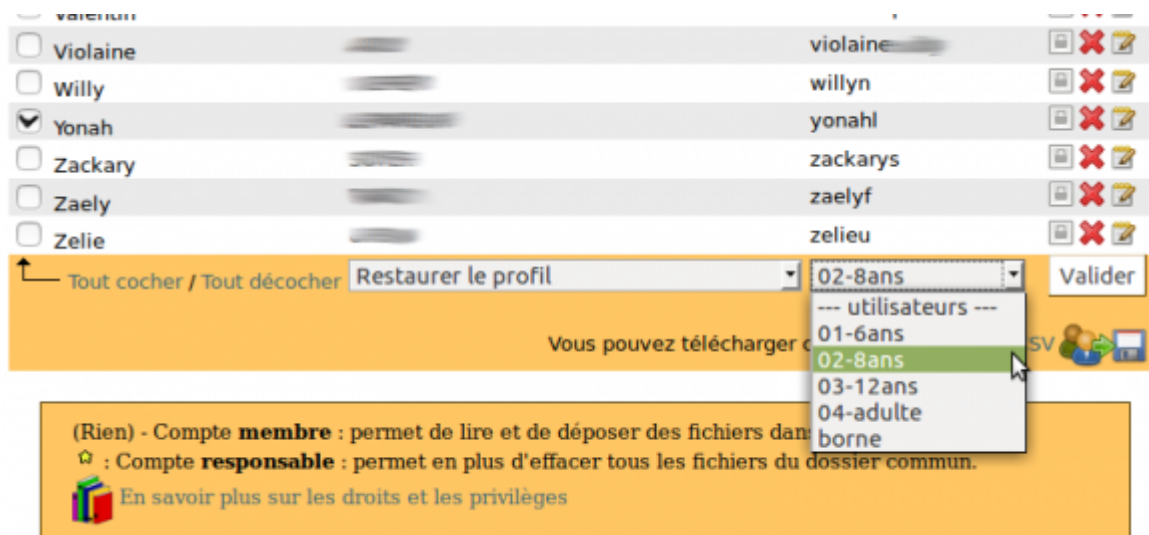 Valentin
Violaine violaine
Willy willyn
Yonah yonahl
Zackary zackarys
Zaely zaelyf
Zelie zelieu
Tout cocher / Tout décocher Restaurer le profil 02-8ans Valider
--- utilisateurs ---
01-6ans
Vous pouvez télécharger SV
02-8ans
03-12ans
04-adulte
(Rien) - Compte membre : permet de lire et de déposer des fichiers dans
borne
: Compte responsable : permet en plus d'effacer tous les fichiers du dossier commun.
En savoir plus sur les droits et les privilèges